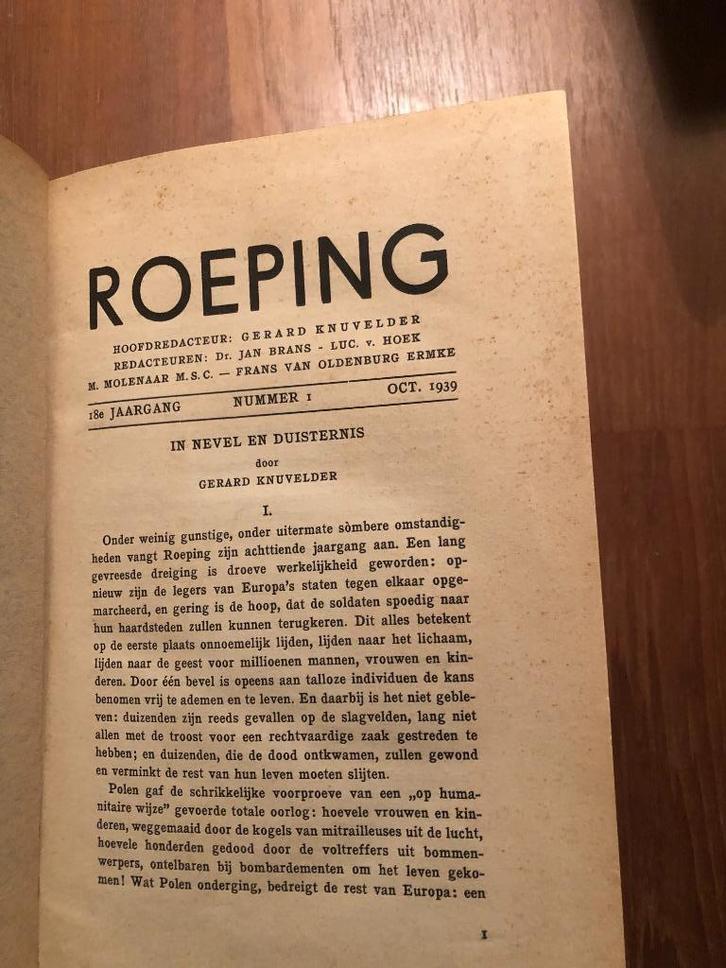 ROEPING
HOOFDREDACTEUR: GERARD KNUVELDER
REDACTEUREN: Dr. JAN BRANS - LUC. v. HOEK
M. MOLENAAR M.S.C. — FRANS VAN OLDENBURG ERMKE
18e JAARGANG NUMMER 1 OCT. 1939
IN NEVEL EN DUISTERNIS
door
GERARD KNUVELDER
I.
Onder weinig gunstige, onder uitermate sòmbere omstandig-
heden vangt Roeping zijn achttiende jaargang aan. Een lang
gevreesde dreiging is droeve werkelijkheid geworden: op-
nieuw zijn de legers van Europa's staten tegen elkaar opge-
marcheerd, en gering is de hoop, dat de soldaten spoedig naar
hun haardsteden zullen kunnen terugkeren. Dit alles betekent
op de eerste plaats onnoemelijk lijden, lijden naar het lichaam,
lijden naar de geest voor millioenen mannen, vrouwen en kin-
deren. Door één bevel is opeens aan talloze individuen de kans
benomen vrij te ademen en te leven. En daarbij is het niet geble-
ven: duizenden zijn reeds gevallen op de slagvelden, lang niet
allen met de troost voor een rechtvaardige zaak gestreden te
hebben; en duizenden, die de dood ontkwamen, zullen gewond
en verminkt de rest van hun leven moeten slijten.
Polen gaf de schrikkelijke voorproeve van een „op huma-
nitaire wijze" gevoerde totale oorlog: hoevele vrouwen en kin-
deren, weggemaaid door de kogels van mitrailleuses uit de lucht,
hoevele honderden gedood door de voltreffers uit bommen-
werpers, ontelbaren bij bombardementen om het leven geko-
men! Wat Polen onderging, bedreigt de rest van Europa: een
1